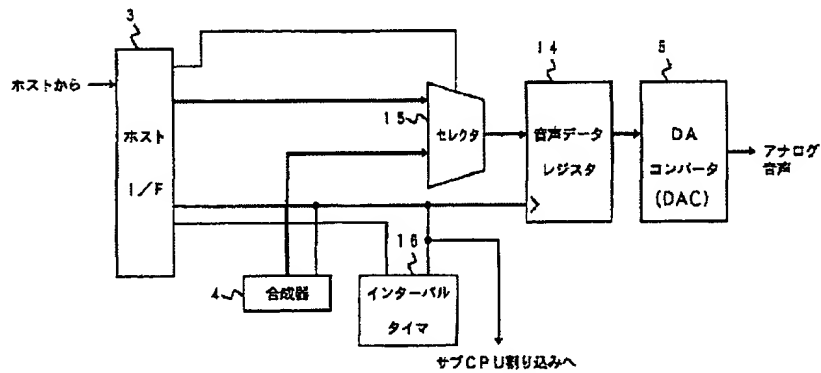 3
ホストから
ホスト
I/F
15
セレクタ
14
音声データ
レジスタ
5
DA
コンバータ
(DAC)
アナログ
音声
4
合成器
16
インターバル
タイマ
サブCPU割り込みへ